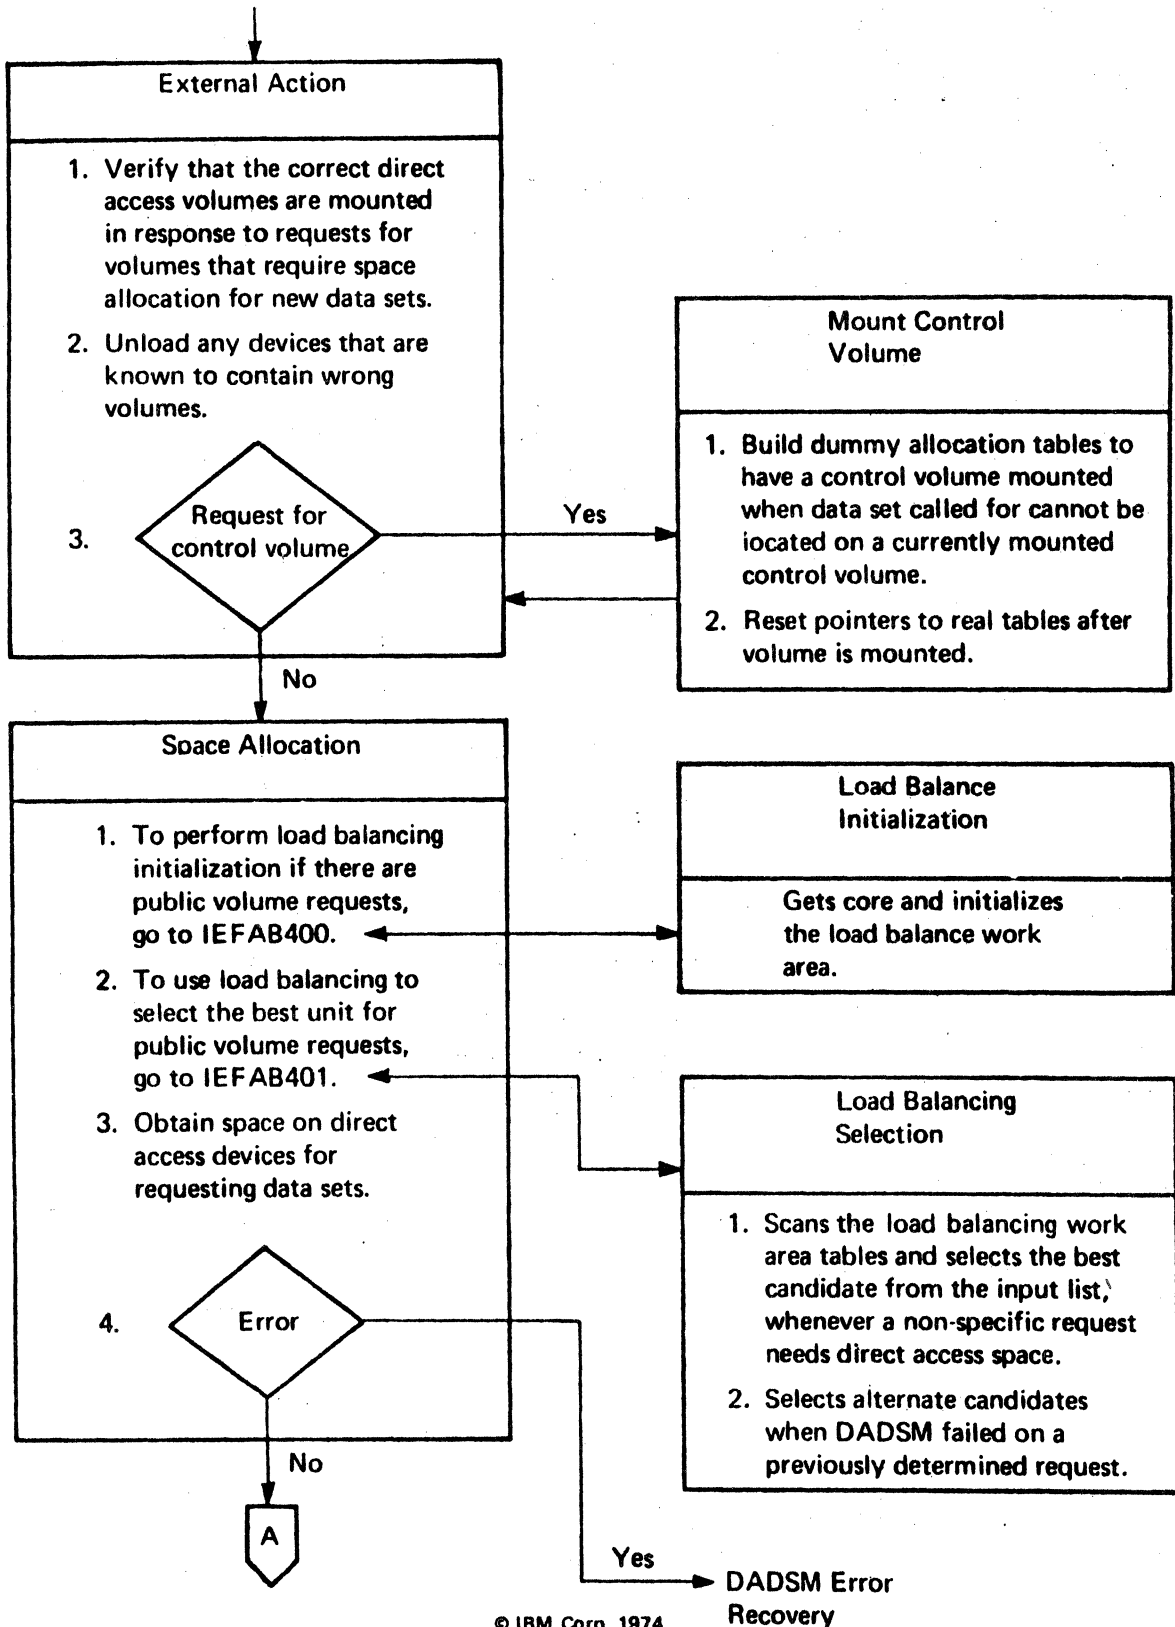 External Action
1. Verify that the correct direct
access volumes are mounted
in response to requests for
volumes that require space
allocation for new data sets.
2. Unload any devices that are
known to contain wrong
volumes.
3.
Request for
control volume
Yes
No
Mount Control
Volume
1. Build dummy allocation tables to
have a control volume mounted
when data set called for cannot be
iocated on a currently mounted
control volume.
2. Reset pointers to real tables after
volume is mounted.
Space Allocation
1. To perform load balancing
initialization if there are
public volume requests,
go to IEFAB400.
2. To use load balancing to
select the best unit for
public volume requests,
go to IEFAB401.
3. Obtain space on direct
access devices for
requesting data sets.
4.
Error
No
A
Yes
Load Balance
Initialization
Gets core and initializes
the load balance work
area.
Load Balancing
Selection
1. Scans the load balancing work
area tables and selects the best
candidate from the input list,
whenever a non-specific request
needs direct access space.
2. Selects alternate candidates
when DADSM failed on a
previously determined request.
DADSM Error
Recovery
© IBM Corp. 1974